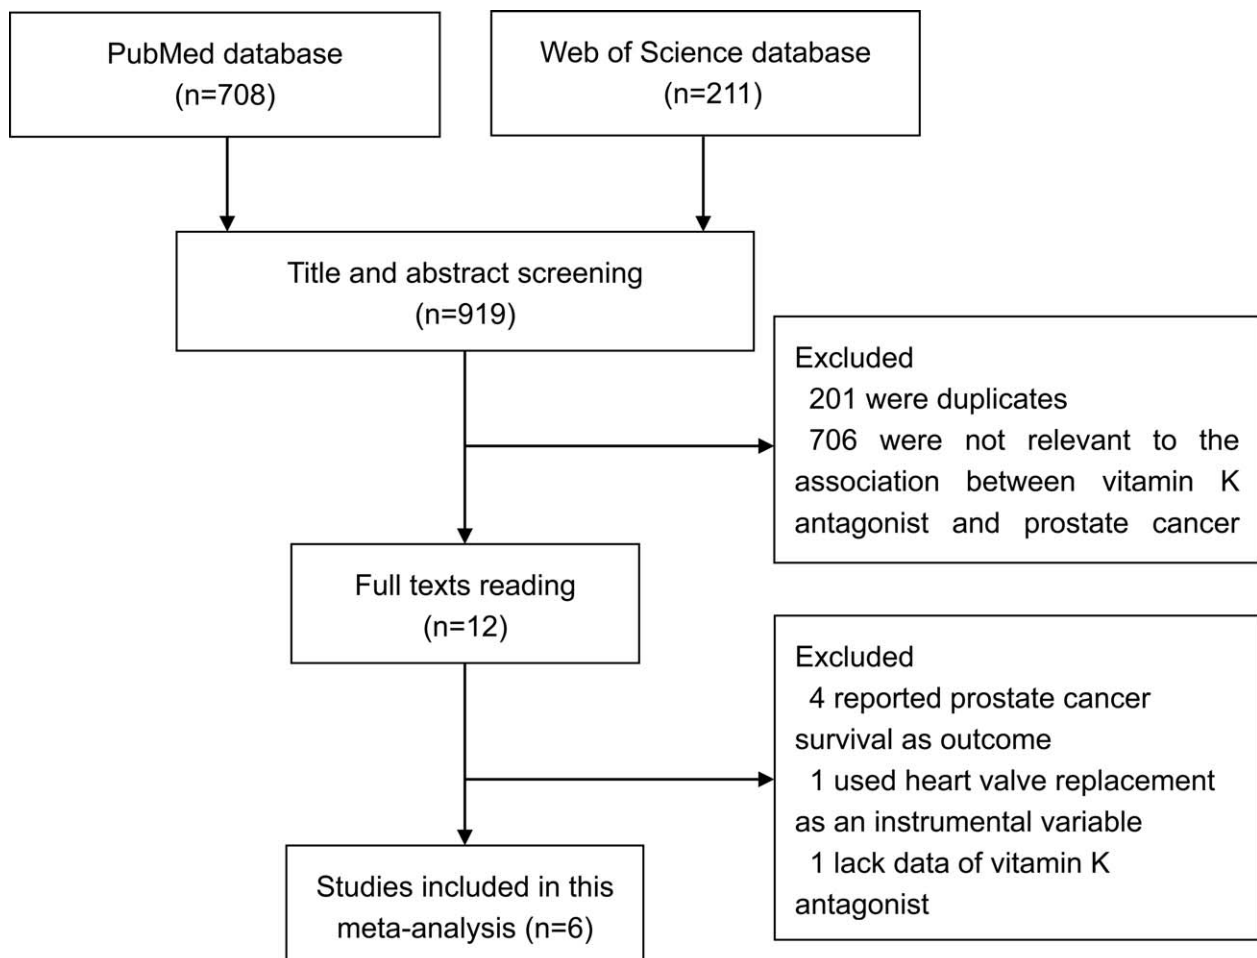 PubMed database
(n=708)
Web of Science database
(n=211)
Title and abstract screening
(n=919)
Excluded
201 were duplicates
706 were not relevant to the
association between vitamin K
antagonist and prostate cancer
Full texts reading
(n=12)
Excluded
4 reported prostate cancer
survival as outcome
1 used heart valve replacement
as an instrumental variable
1 lack data of vitamin K
antagonist
Studies included in this
meta-analysis (n=6)